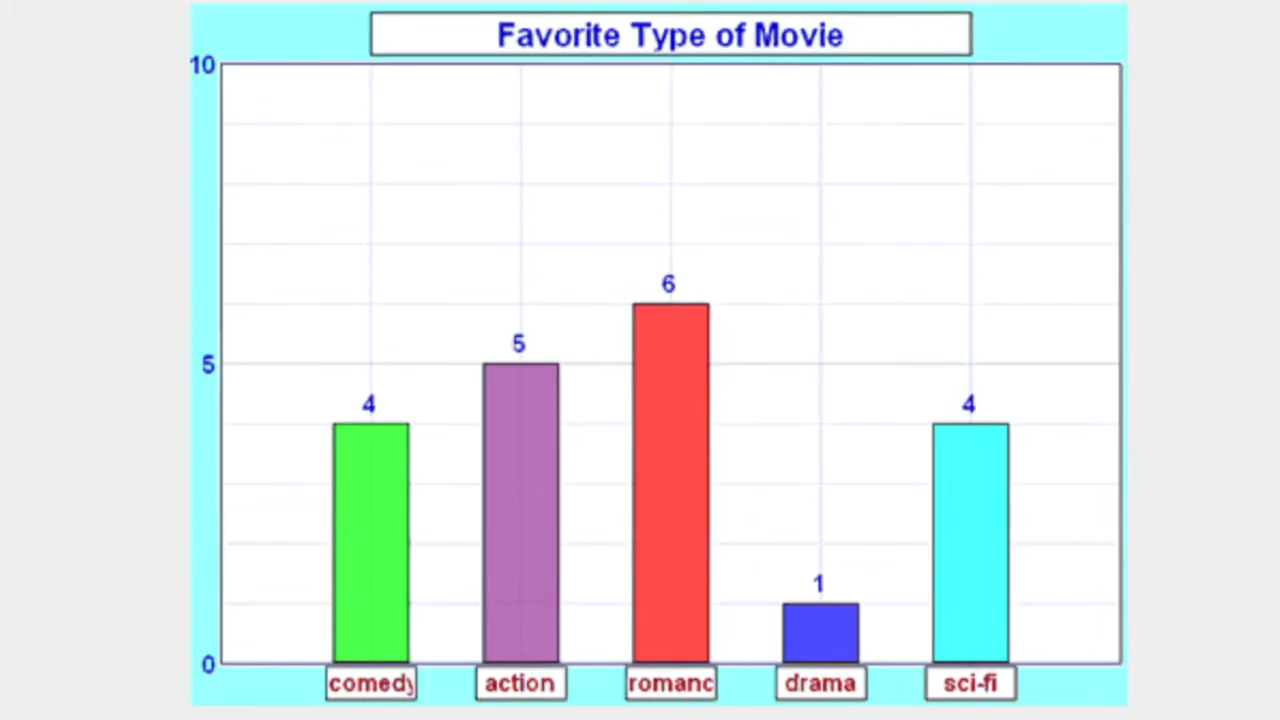 Favorite Type of Movie
10
6
5
5
4
4
1
0
comedy
action
romanc
drama
sci-fi